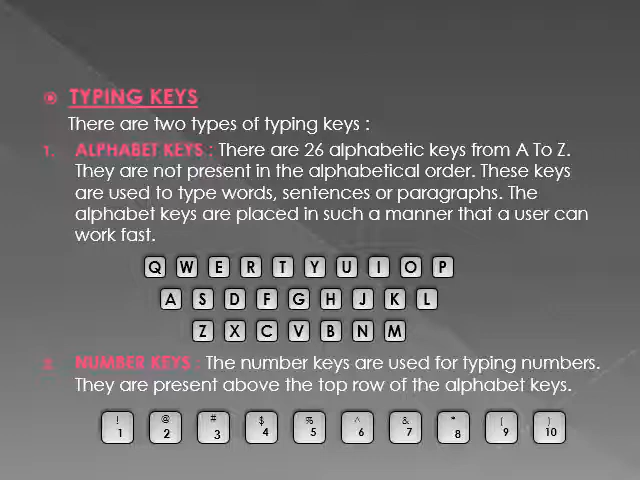 TYPING KEYS
There are two types of typing keys :
1. ALPHABET KEYS : There are 26 alphabetic keys from A To Z.
They are not present in the alphabetical order. These keys
are used to type words, sentences or paragraphs. The
alphabet keys are placed in such a manner that a user can
work fast.
Q W E R T Y U I O P
A S D F G H J K L
Z X C V B N M
2. NUMBER KEYS : The number keys are used for typing numbers.
They are present above the top row of the alphabet keys.
! @ # $ % ^ & * ( )
1 2 3 4 5 6 7 8 9 10